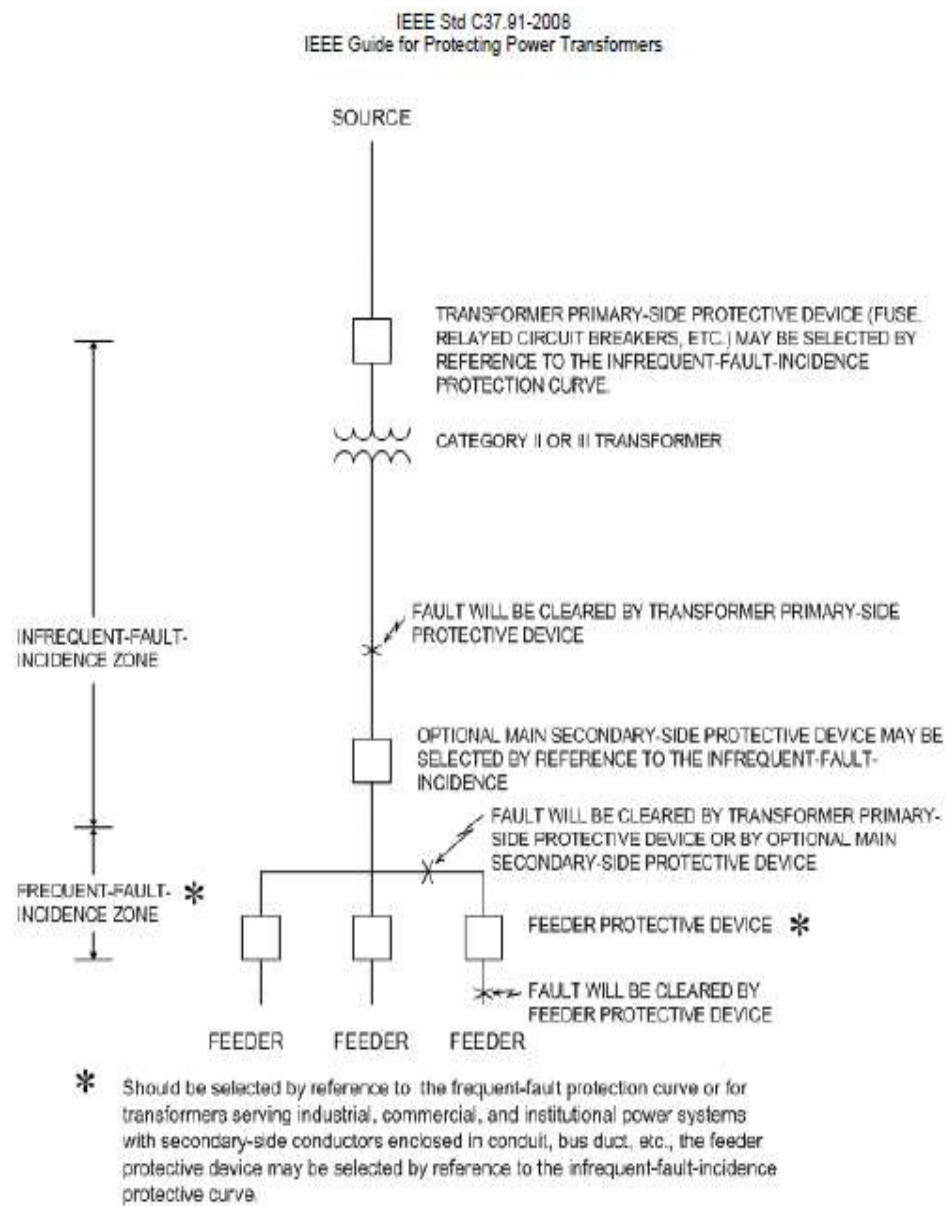 IEEE Std C37.91-2008
IEEE Guide for Protecting Power Transformers
SOURCE
TRANSFORMER PRIMARY-SIDE PROTECTIVE DEVICE (FUSE,
RELAYED CIRCUIT BREAKERS, ETC.) MAY BE SELECTED BY
REFERENCE TO THE INFREQUENT-FAULT-INCIDENCE
PROTECTION CURVE.
CATEGORY II OR III TRANSFORMER
FAULT WILL BE CLEARED BY TRANSFORMER PRIMARY-SIDE
PROTECTIVE DEVICE
INFREQUENT-FAULT-
INCIDENCE ZONE
OPTIONAL MAIN SECONDARY-SIDE PROTECTIVE DEVICE MAY BE
SELECTED BY REFERENCE TO THE INFREQUENT-FAULT-
INCIDENCE
FAULT WILL BE CLEARED BY TRANSFORMER PRIMARY-
SIDE PROTECTIVE DEVICE OR BY OPTIONAL MAIN
SECONDARY-SIDE PROTECTIVE DEVICE
FREQUENT-FAULT- *
INCIDENCE ZONE
FEEDER PROTECTIVE DEVICE *
FAULT WILL BE CLEARED BY
FEEDER PROTECTIVE DEVICE
FEEDER FEEDER FEEDER
* Should be selected by reference to the frequent-fault protection curve or for
transformers serving industrial, commercial, and institutional power systems
with secondary-side conductors enclosed in conduit, bus duct, etc., the feeder
protective device may be selected by reference to the infrequent-fault-incidence
protective curve.